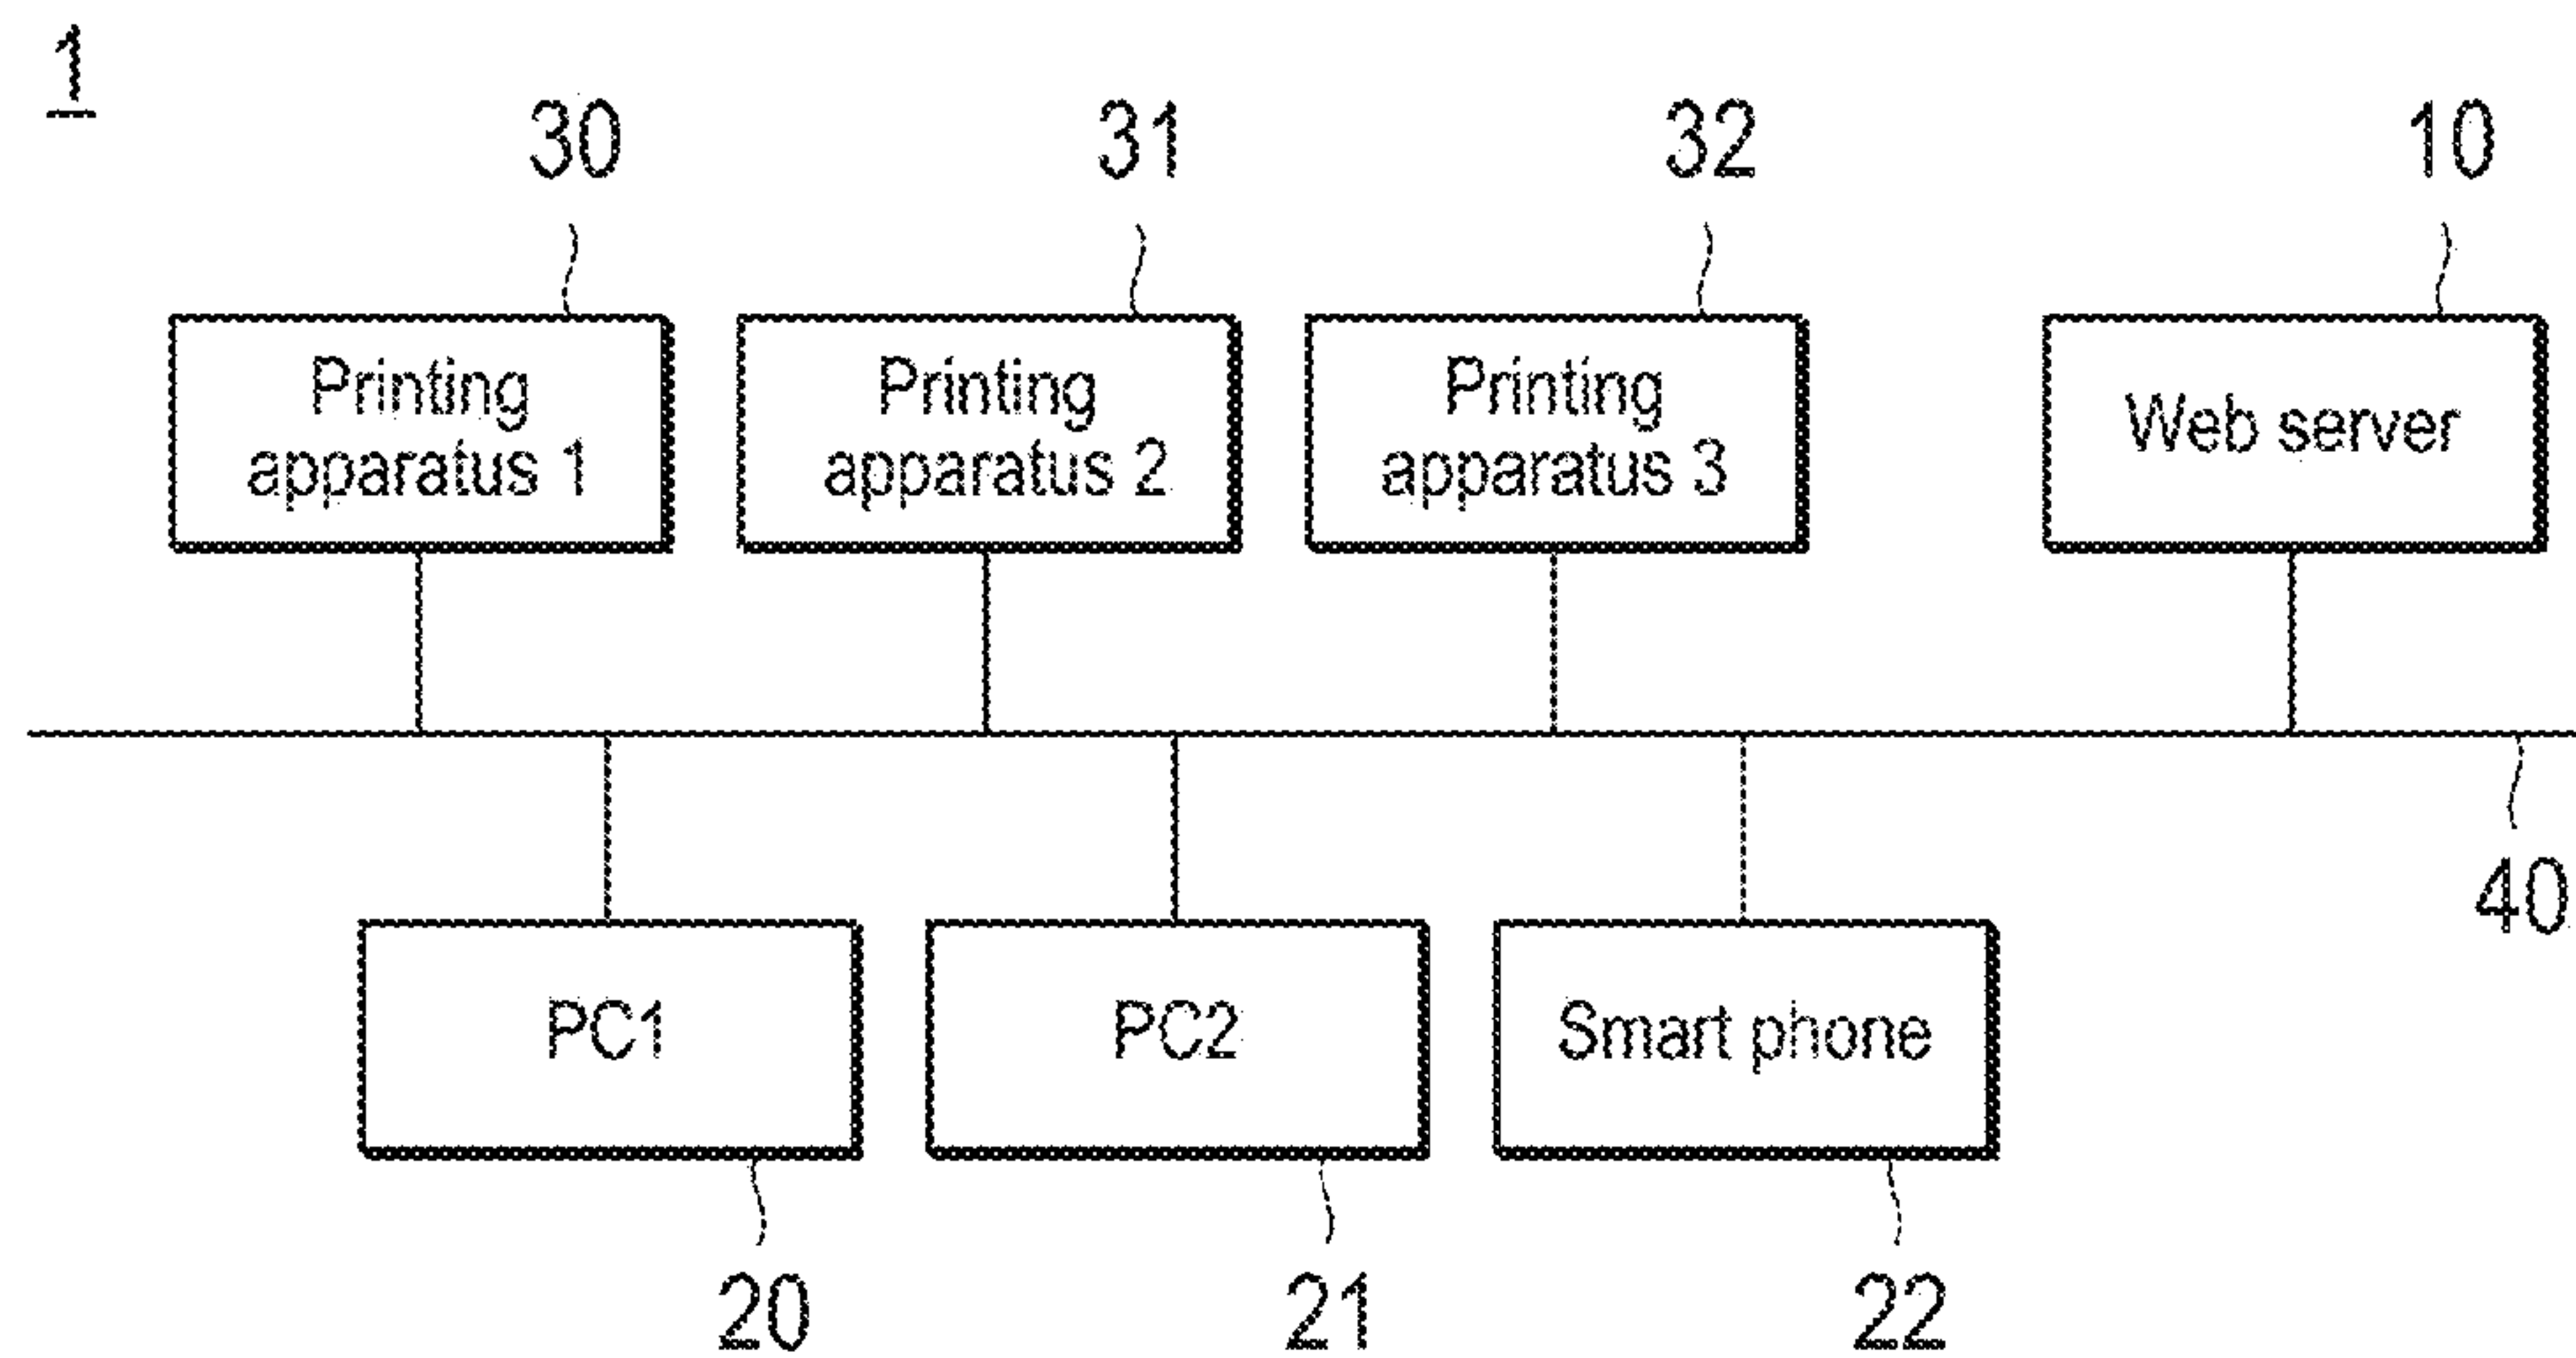 1
30
31
32
10
Printing
apparatus 1
Printing
apparatus 2
Printing
apparatus 3
Web server
40
PC1
PC2
Smart phone
20
21
22